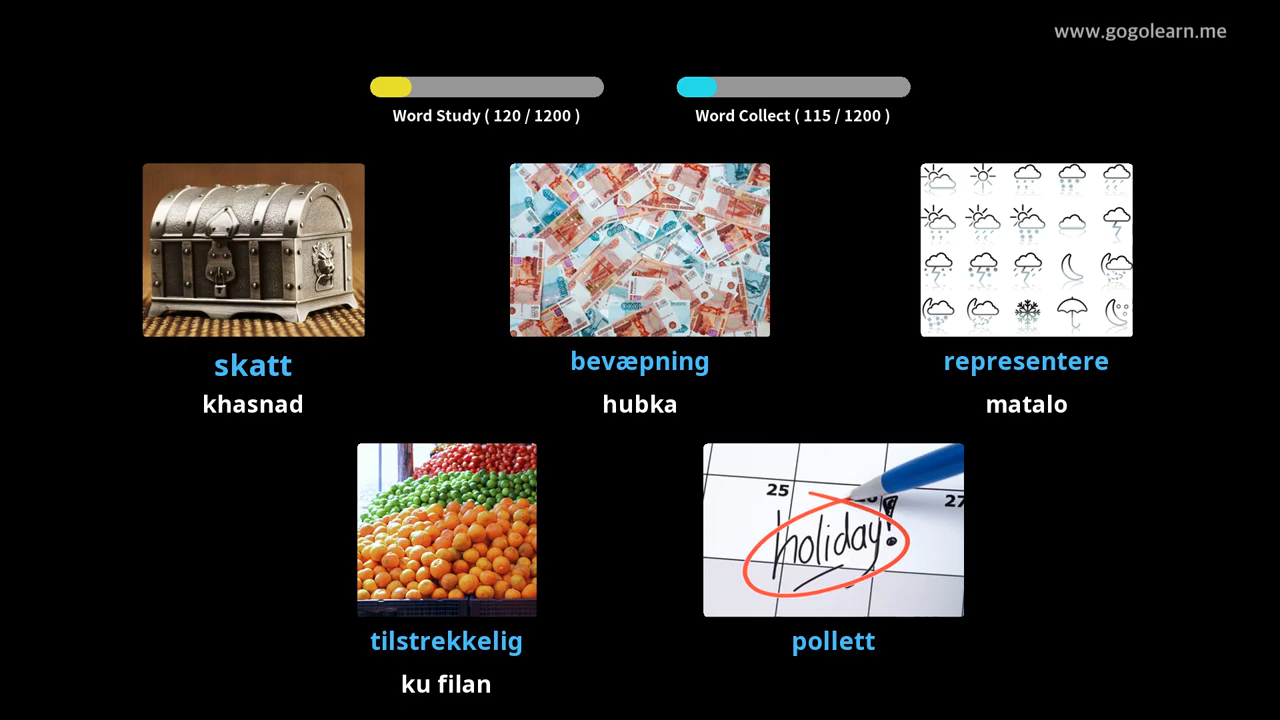 www.gogolearn.me
Word Study ( 120 / 1200 )
Word Collect ( 115 / 1200 )
skatt
khasnad
bevæpning
hubka
representere
matalo
25
27
holiday!
tilstrekkelig
ku filan
pollett